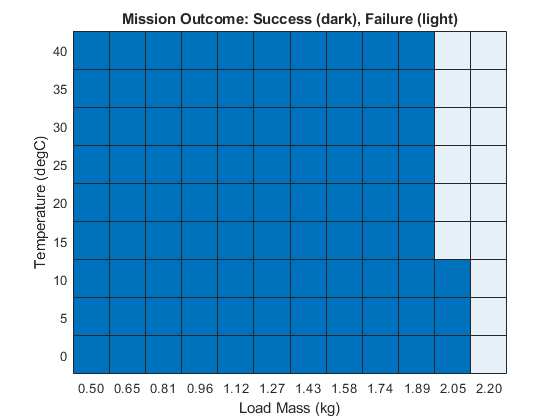 Mission Outcome: Success (dark), Failure (light)
Temperature (degC)
40
35
30
25
20
15
10
5
0
0.50 0.65 0.81 0.96 1.12 1.27 1.43 1.58 1.74 1.89 2.05 2.20
Load Mass (kg)